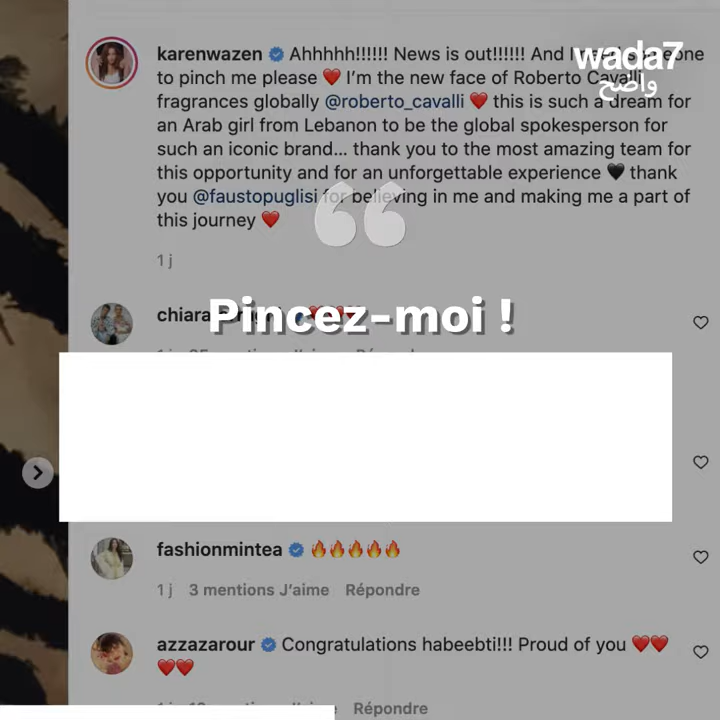 wada7
واضح
karenwazen Ahhhhh!!!!!! News is out!!!!!! And I
to pinch me please ❤️ I'm the new face of Roberto Cavalli
fragrances globally @roberto_cavalli ❤️ this is such a dream for
an Arab girl from Lebanon to be the global spokesperson for
such an iconic brand... thank you to the most amazing team for
this opportunity and for an unforgettable experience 🖤 thank
you @faustopuglisi for believing in me and making me a part of
this journey ❤️
1 j
Pincez-moi !
fashionmintea 🔥🔥🔥🔥🔥
1 j 3 mentions J'aime Répondre
azzazarour Congratulations habeebti!!! Proud of you ❤️❤️
❤️❤️
Répondre